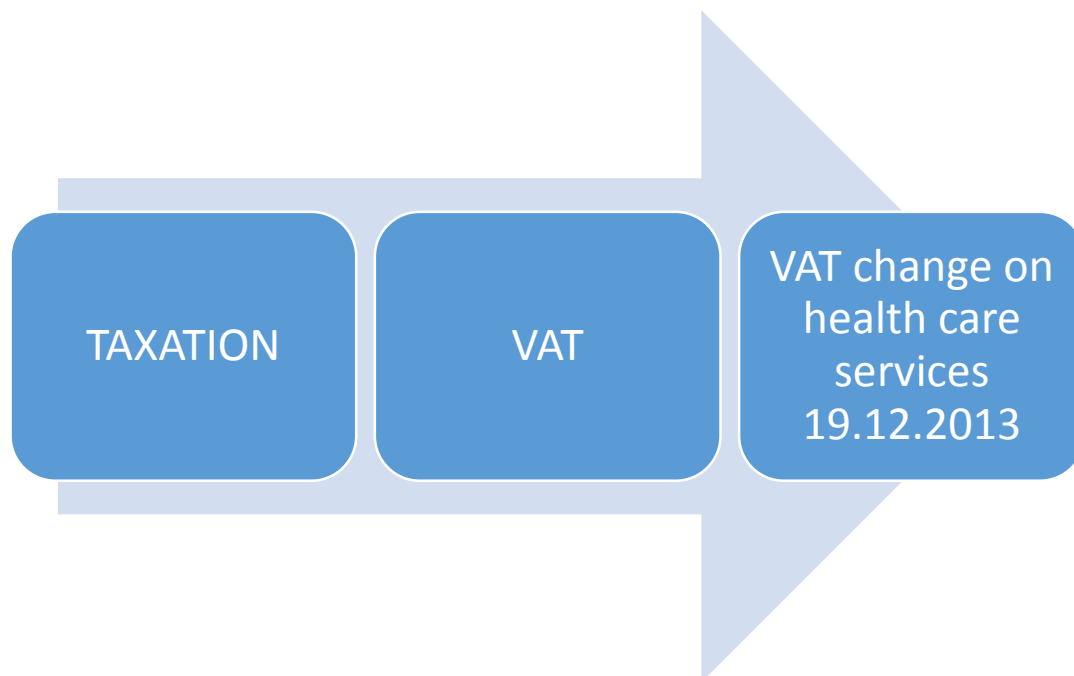 TAXATION
VAT
VAT change on
health care
services
19.12.2013